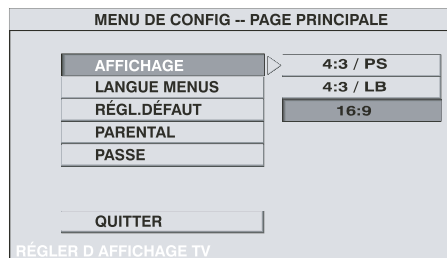 MENU DE CONFIG -- PAGE PRINCIPALE
AFFICHAGE
4:3 / PS
LANGUE MENUS
4:3 / LB
RÉGL.DÉFAUT
16:9
PARENTAL
PASSE
QUITTER
RÉGLER D AFFICHAGE TV